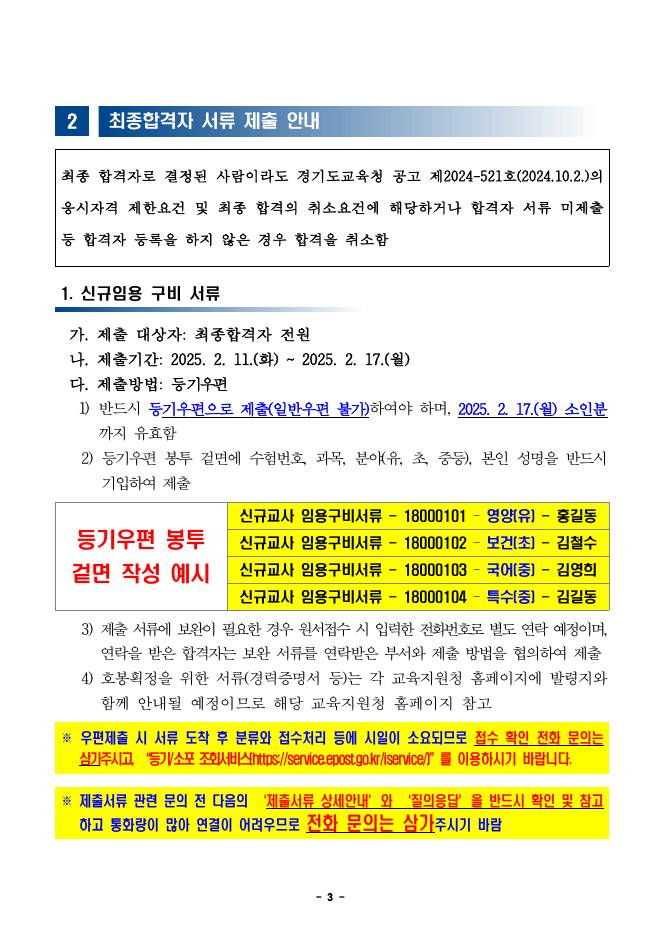 2 최종합격자 서류 제출 안내
최종 합격자로 결정된 사람이라도 경기도교육청 공고 제2024-521호(2024.10.2.)의
응시자격 제한요건 및 최종 합격의 취소요건에 해당하거나 합격자 서류 미제출
등 합격자 등록을 하지 않은 경우 합격을 취소함
1. 신규임용 구비 서류
가. 제출 대상자: 최종합격자 전원
나. 제출기간: 2025. 2. 11.(화) ~ 2025. 2. 17.(월)
다. 제출방법: 등기우편
1) 반드시 등기우편으로 제출(일반우편 불가)하여야 하며, 2025. 2. 17.(월) 소인분
까지 유효함
2) 등기우편 봉투 겉면에 수험번호, 과목, 분야(유, 초, 중등), 본인 성명을 반드시
기입하여 제출
등기우편 봉투
겉면 작성 예시
신규교사 임용구비서류 - 18000101 - 영양(유) - 홍길동
신규교사 임용구비서류 - 18000102 - 보건(초) - 김철수
신규교사 임용구비서류 - 18000103 - 국어(중) - 김영희
신규교사 임용구비서류 - 18000104 - 특수(중) - 김길동
3) 제출 서류에 보완이 필요한 경우 원서접수 시 입력한 전화번호로 별도 연락 예정이며,
연락을 받은 합격자는 보완 서류를 연락받은 부서와 제출 방법을 협의하여 제출
4) 호봉확정을 위한 서류(경력증명서 등)는 각 교육지원청 홈페이지에 발령지와
함께 안내될 예정이므로 해당 교육지원청 홈페이지 참고
※ 우편제출 시 서류 도착 후 분류와 접수처리 등에 시일이 소요되므로 접수 확인 전화 문의는
삼가주시고, “등기/소포 조회서비스(https://service.epost.go.kr/iservice/)”를 이용하시기 바랍니다.
※ 제출서류 관련 문의 전 다음의 ‘제출서류 상세안내’와 ‘질의응답’을 반드시 확인 및 참고
하고 통화량이 많아 연결이 어려우므로 전화 문의는 삼가주시기 바람
- 3 -